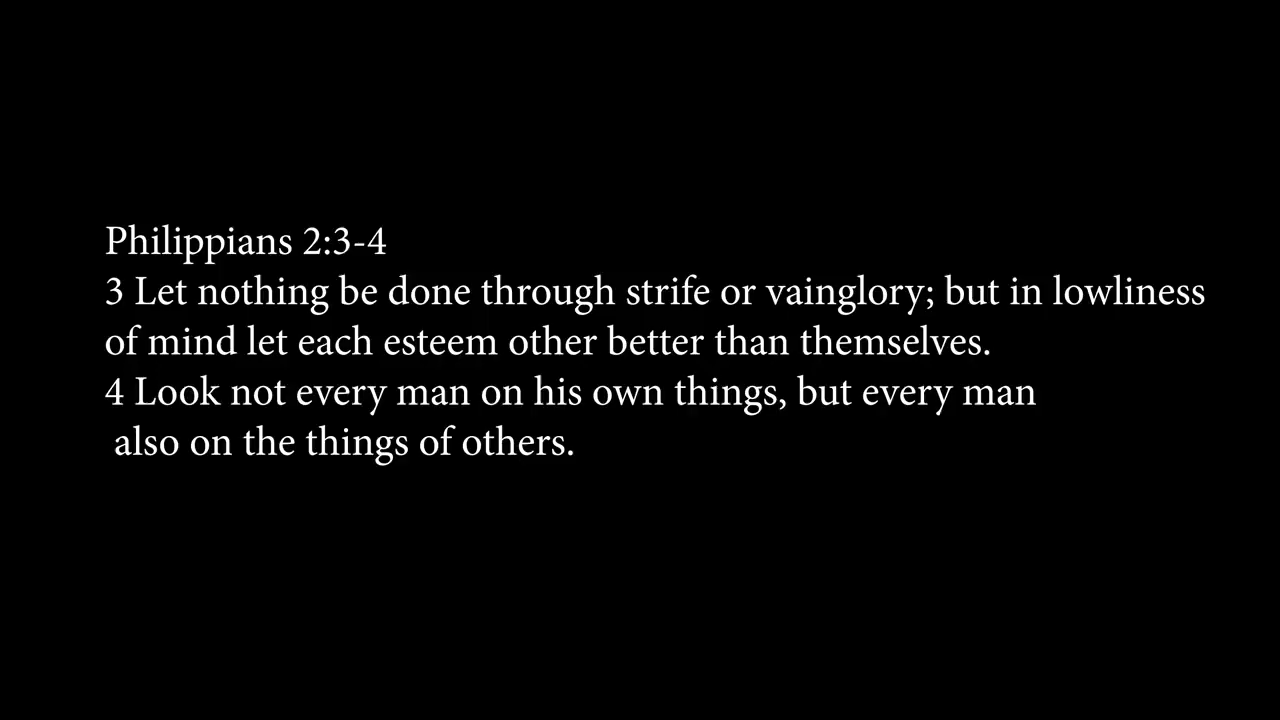 Philippians 2:3-4
3 Let nothing be done through strife or vainglory; but in lowliness
of mind let each esteem other better than themselves.
4 Look not every man on his own things, but every man
also on the things of others.